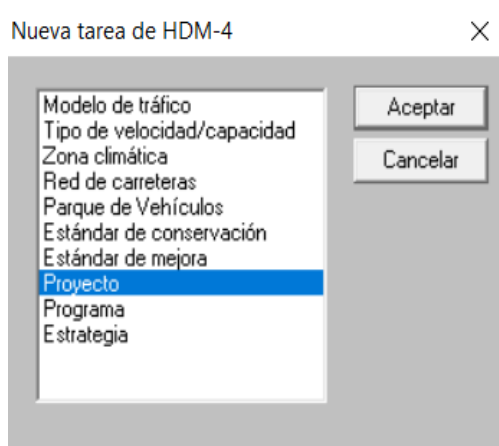 Nueva tarea de HDM-4
Modelo de tráfico
Tipo de velocidad/capacidad
Zona climática
Red de carreteras
Parque de Vehículos
Estándar de conservación
Estándar de mejora
Proyecto
Programa
Estrategia
Aceptar
Cancelar